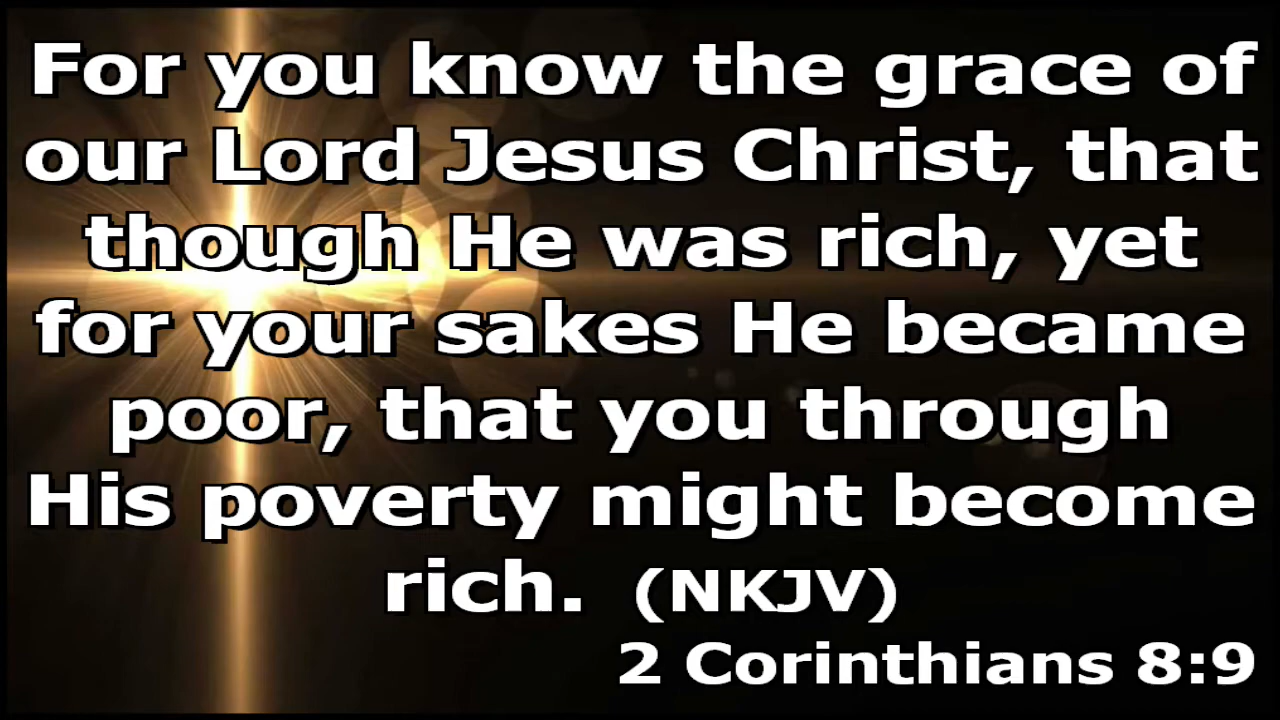 For you know the grace of
our Lord Jesus Christ, that
though He was rich, yet
for your sakes He became
poor, that you through
His poverty might become
rich. (NKJV)
2 Corinthians 8:9